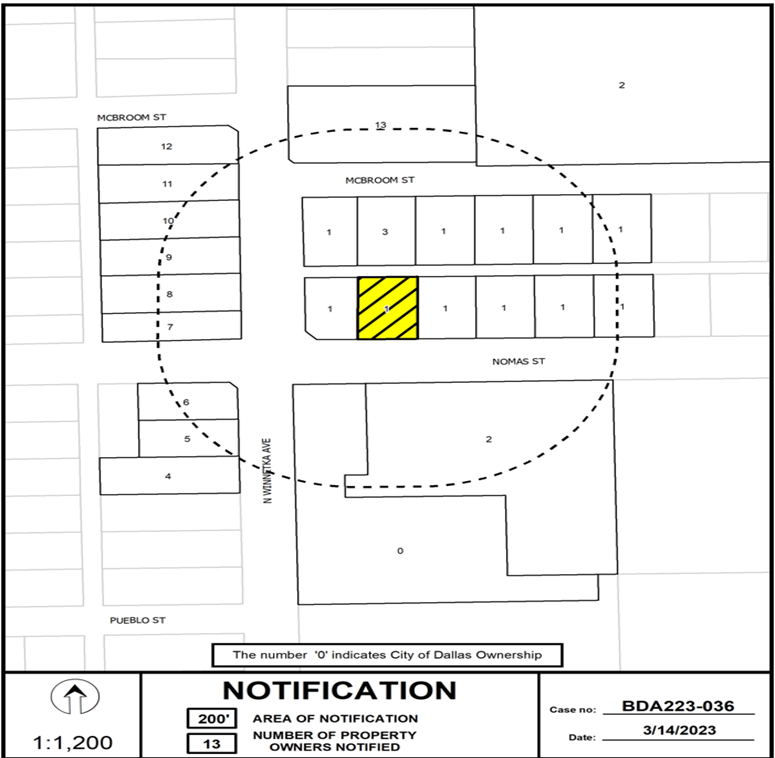 2
MCBROOM ST
13
12
MCBROOM ST
11
10
1 3 1 1 1 1
9
8
1 1 1 1 1 1
7
NOMAS ST
6
5
2
N WINNETKA AVE
4
0
PUEBLO ST
The number '0' indicates City of Dallas Ownership
1:1,200
NOTIFICATION
200' AREA OF NOTIFICATION
13 NUMBER OF PROPERTY
OWNERS NOTIFIED
Case no: BDA223-036
Date: 3/14/2023